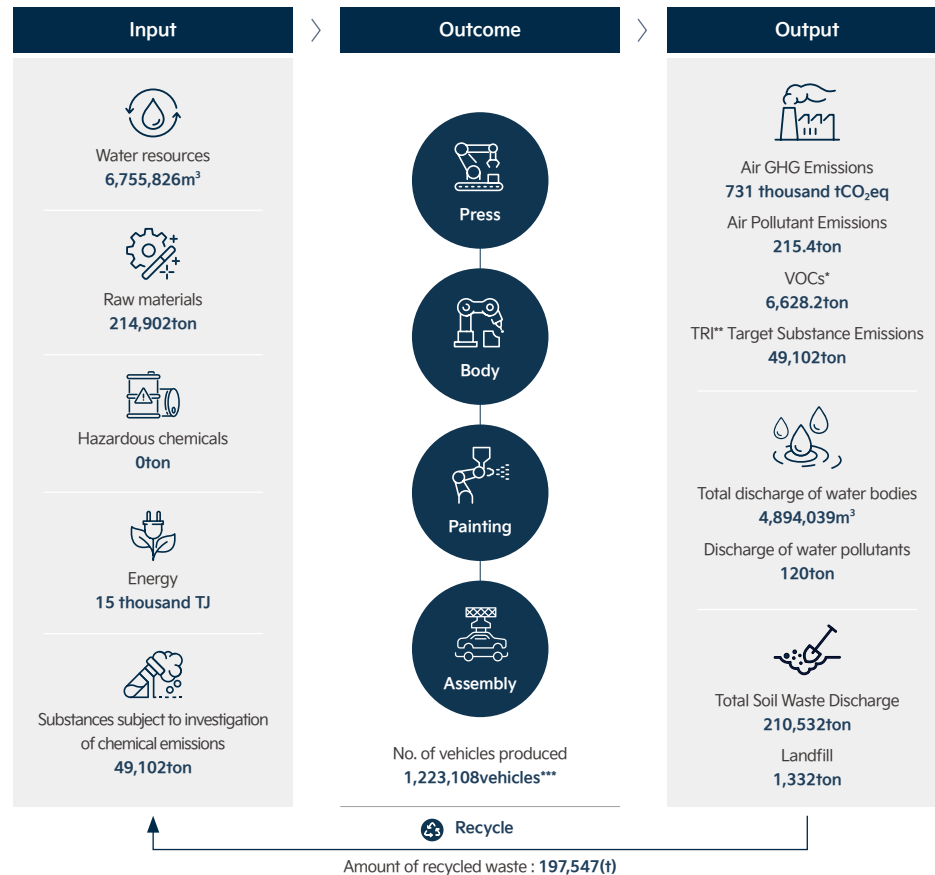 Input
Water resources
6,755,826m³
Raw materials
214,902ton
Hazardous chemicals
0ton
Energy
15 thousand TJ
Substances subject to investigation
of chemical emissions
49,102ton
Outcome
Press
Body
Painting
Assembly
No. of vehicles produced
1,223,108vehicles***
Output
Air GHG Emissions
731 thousand tCO₂eq
Air Pollutant Emissions
215.4ton
VOCs*
6,628.2ton
TRI** Target Substance Emissions
49,102ton
Total discharge of water bodies
4,894,039m³
Discharge of water pollutants
120ton
Total Soil Waste Discharge
210,532ton
Landfill
1,332ton
Recycle
Amount of recycled waste : 197,547(t)